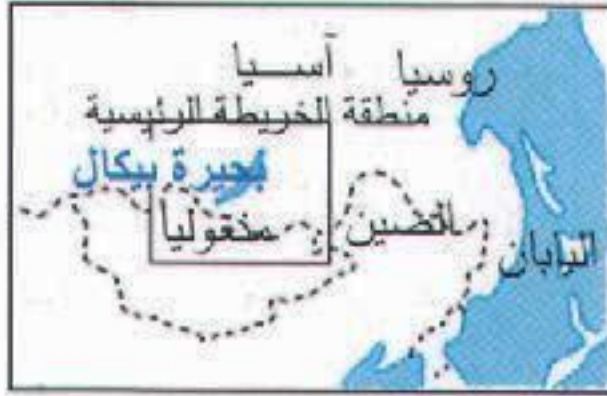 آسيا
روسيا
منطقة الخريطة الرئيسية
بحيرة بيكال
منغوليا
الصين
اليابان